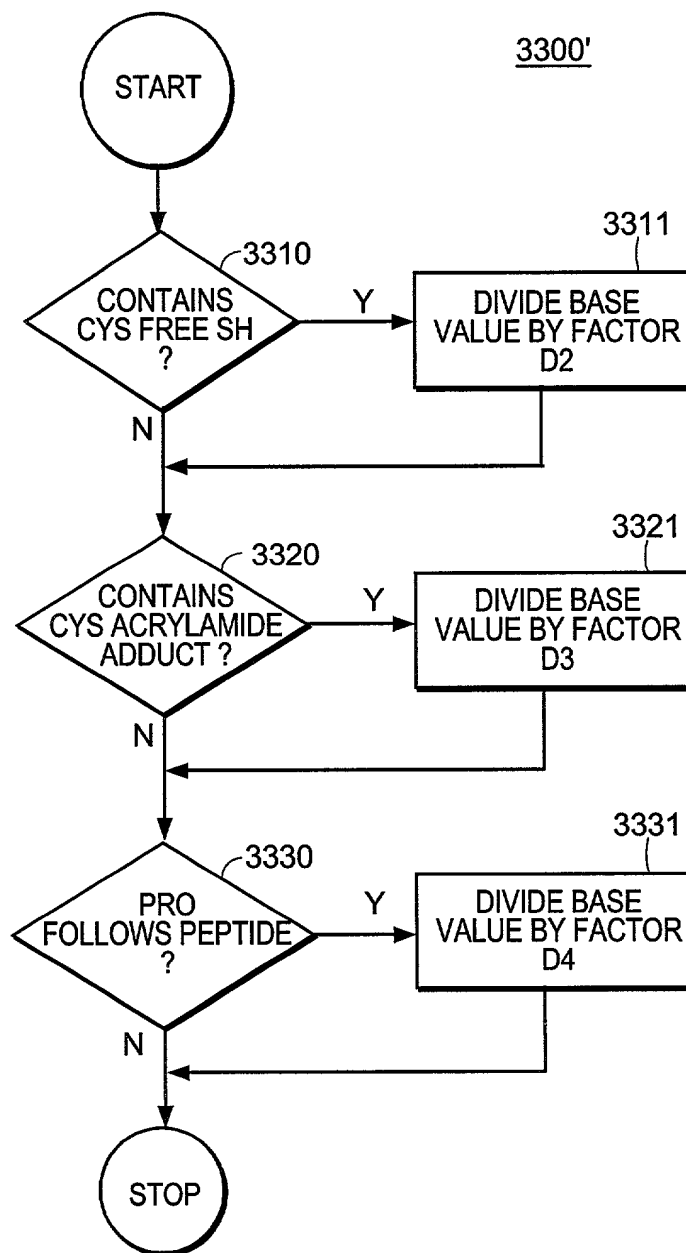 3300'
START
3310
CONTAINS
CYS FREE SH
?
Y
N
3311
DIVIDE BASE
VALUE BY FACTOR
D2
3320
CONTAINS
CYS ACRYLAMIDE
ADDUCT ?
Y
N
3321
DIVIDE BASE
VALUE BY FACTOR
D3
3330
PRO
FOLLOWS PEPTIDE
?
Y
N
3331
DIVIDE BASE
VALUE BY FACTOR
D4
STOP